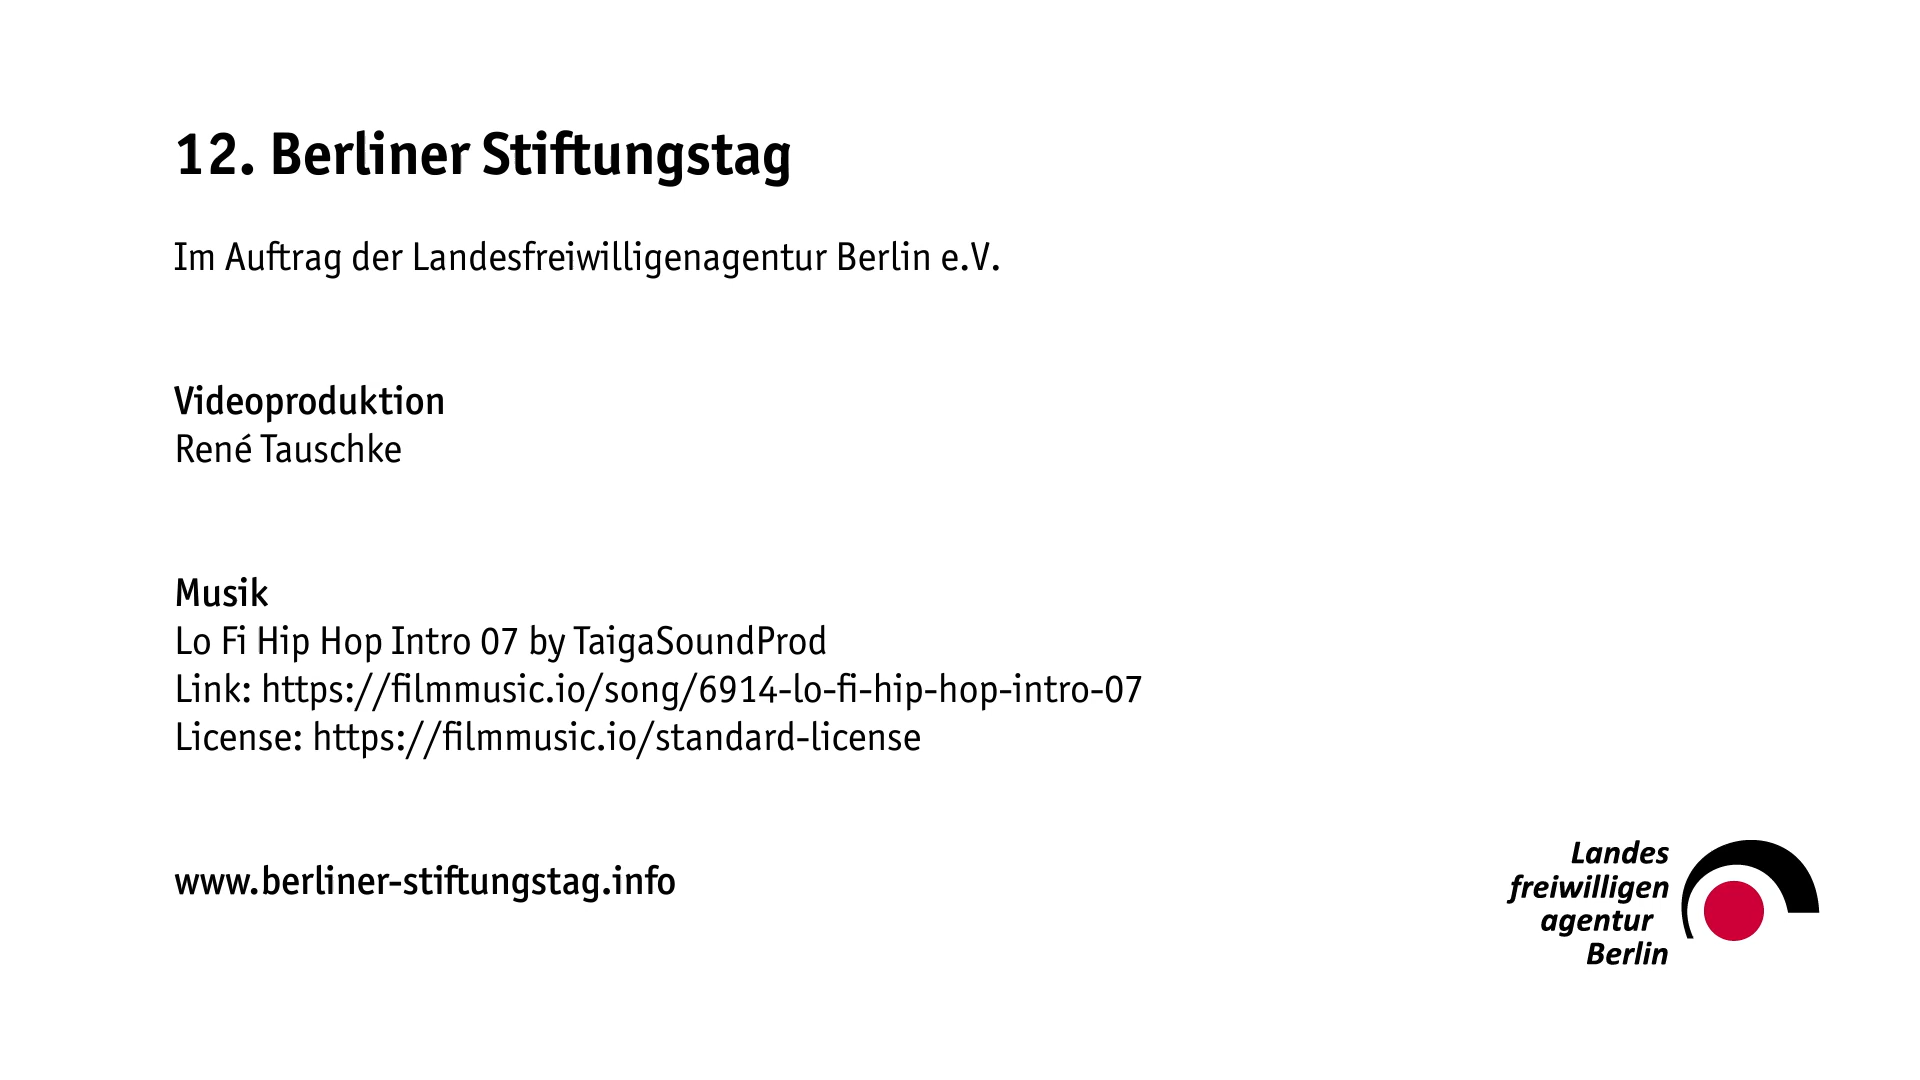 12. Berliner Stiftungstag
Im Auftrag der Landesfreiwilligenagentur Berlin e.V.
Videoproduktion
René Tauschke
Musik
Lo Fi Hip Hop Intro 07 by TaigaSoundProd
Link: https://filmmusic.io/song/6914-lo-fi-hip-hop-intro-07
License: https://filmmusic.io/standard-license
www.berliner-stiftungstag.info
Landes
freiwilligen
agentur
Berlin